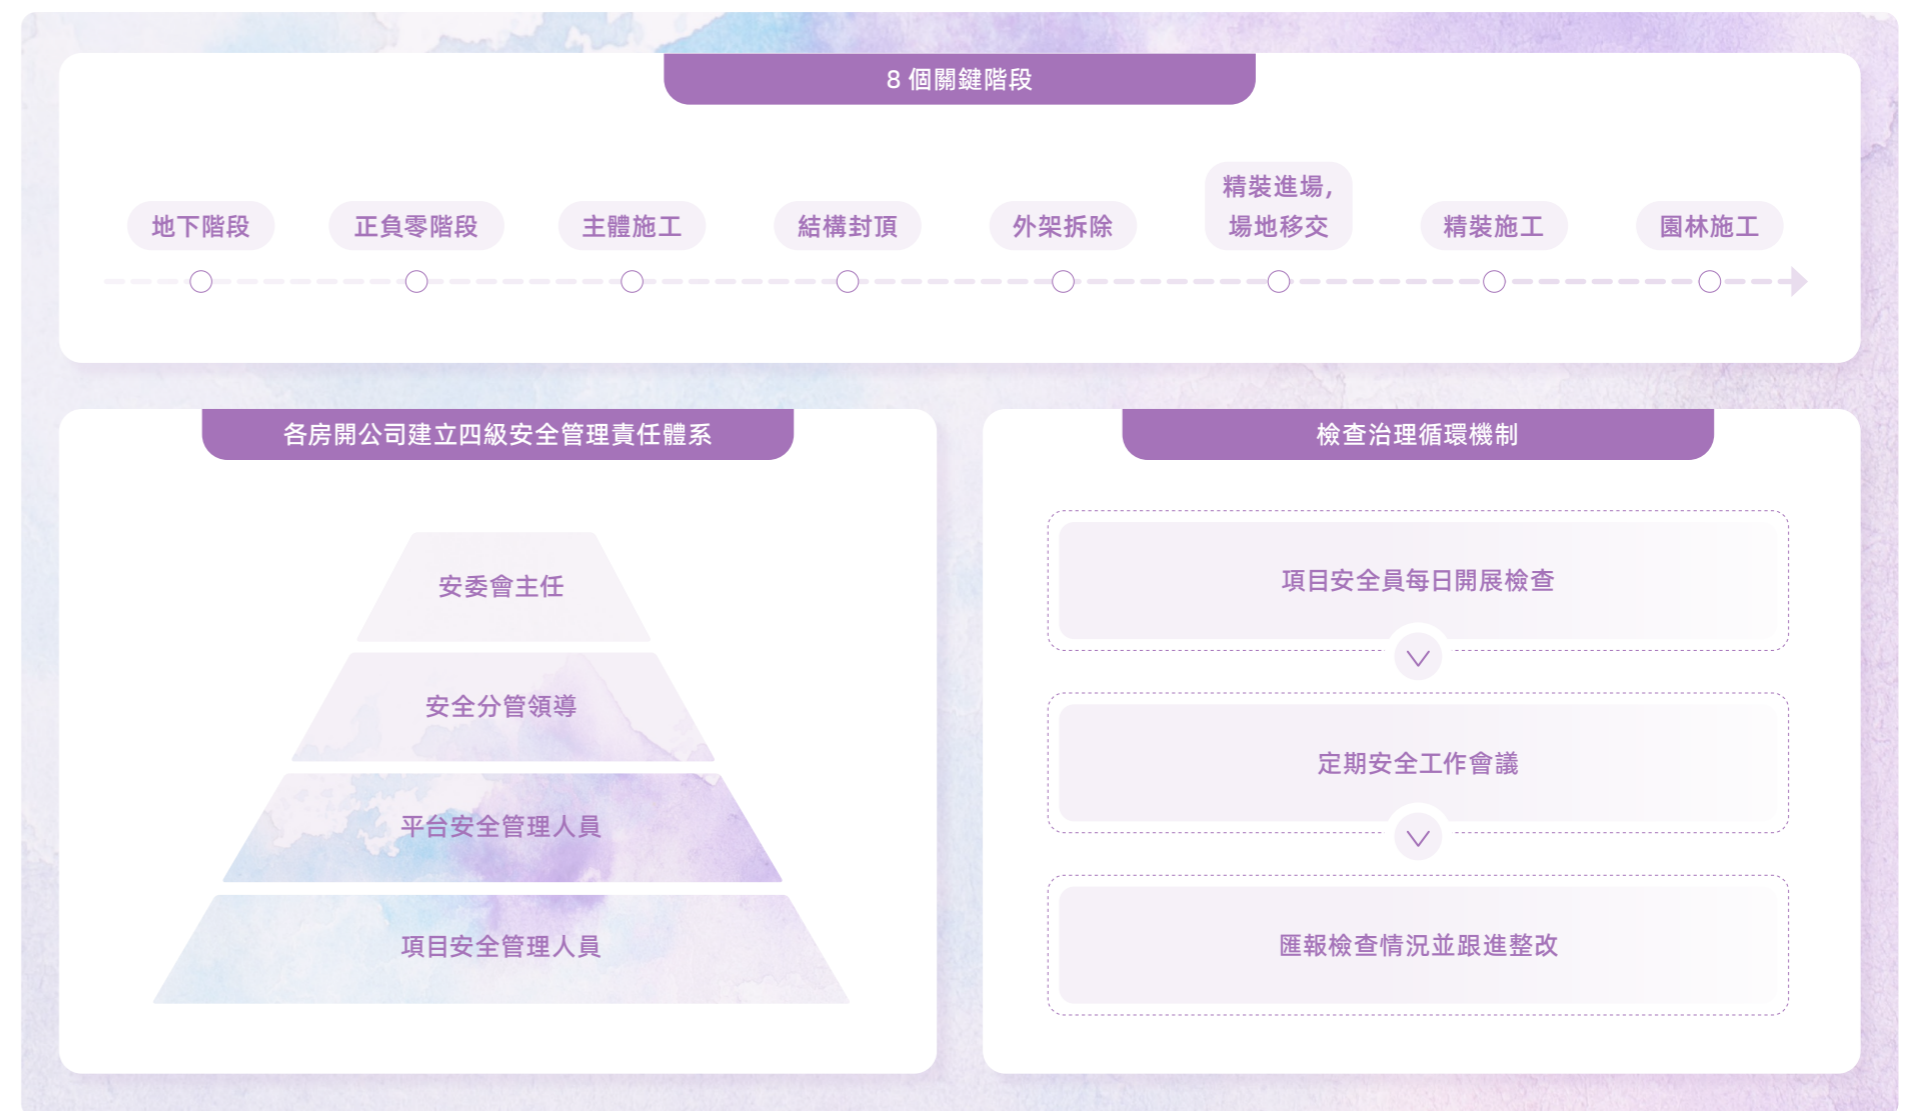 8 個關鍵階段
地下階段
正負零階段
主體施工
結構封頂
外架拆除
精裝進場,
場地移交
精裝施工
園林施工
各房開公司建立四級安全管理責任體系
安委會主任
安全分管領導
平台安全管理人員
項目安全管理人員
檢查治理循環機制
項目安全員每日開展檢查
定期安全工作會議
匯報檢查情況並跟進整改